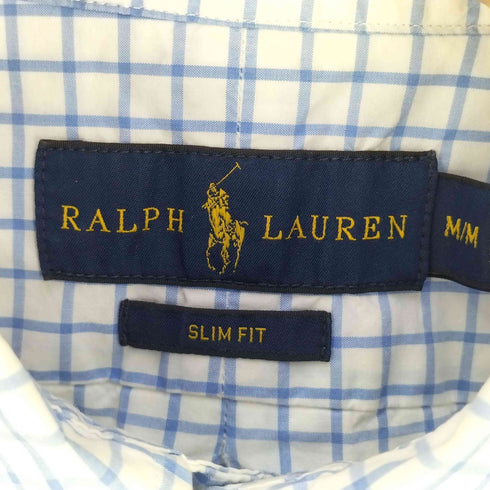 RALPH LAUREN
M/M
SLIM FIT